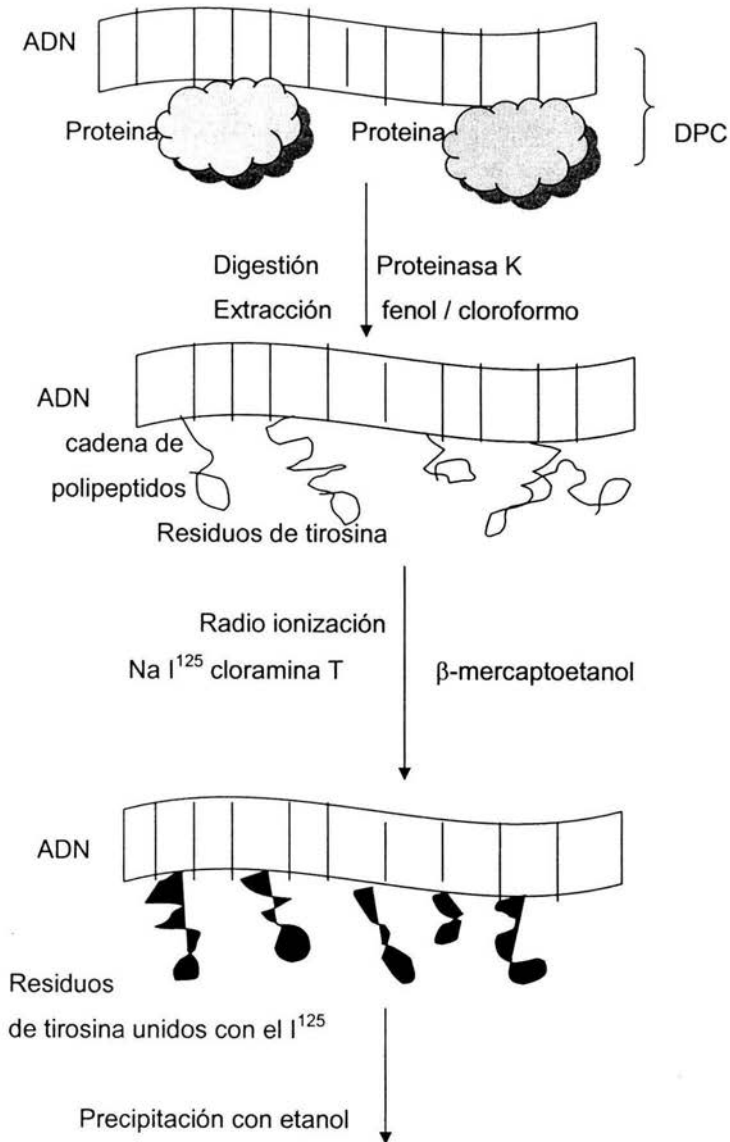 ADN
Proteina Proteina DPC
Digestión Proteinasa K
Extracción fenol / cloroformo
ADN
cadena de
polipeptidos
Residuos de tirosina
Radio ionización
Na I¹²⁵ cloramina T β-mercaptoetanol
ADN
Residuos
de tirosina unidos con el I¹²⁵
Precipitación con etanol